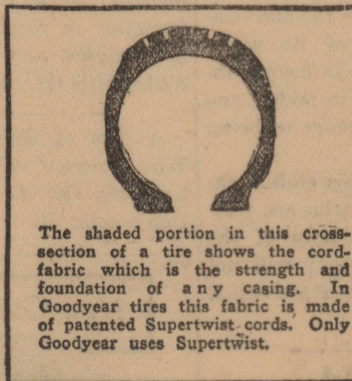 The shaded portion in this cross-
section of a tire shows the cord-
fabric which is the strength and
foundation of any casing. In
Goodyear tires this fabric is made
of patented Supertwist cords. Only
Goodyear uses Supertwist.